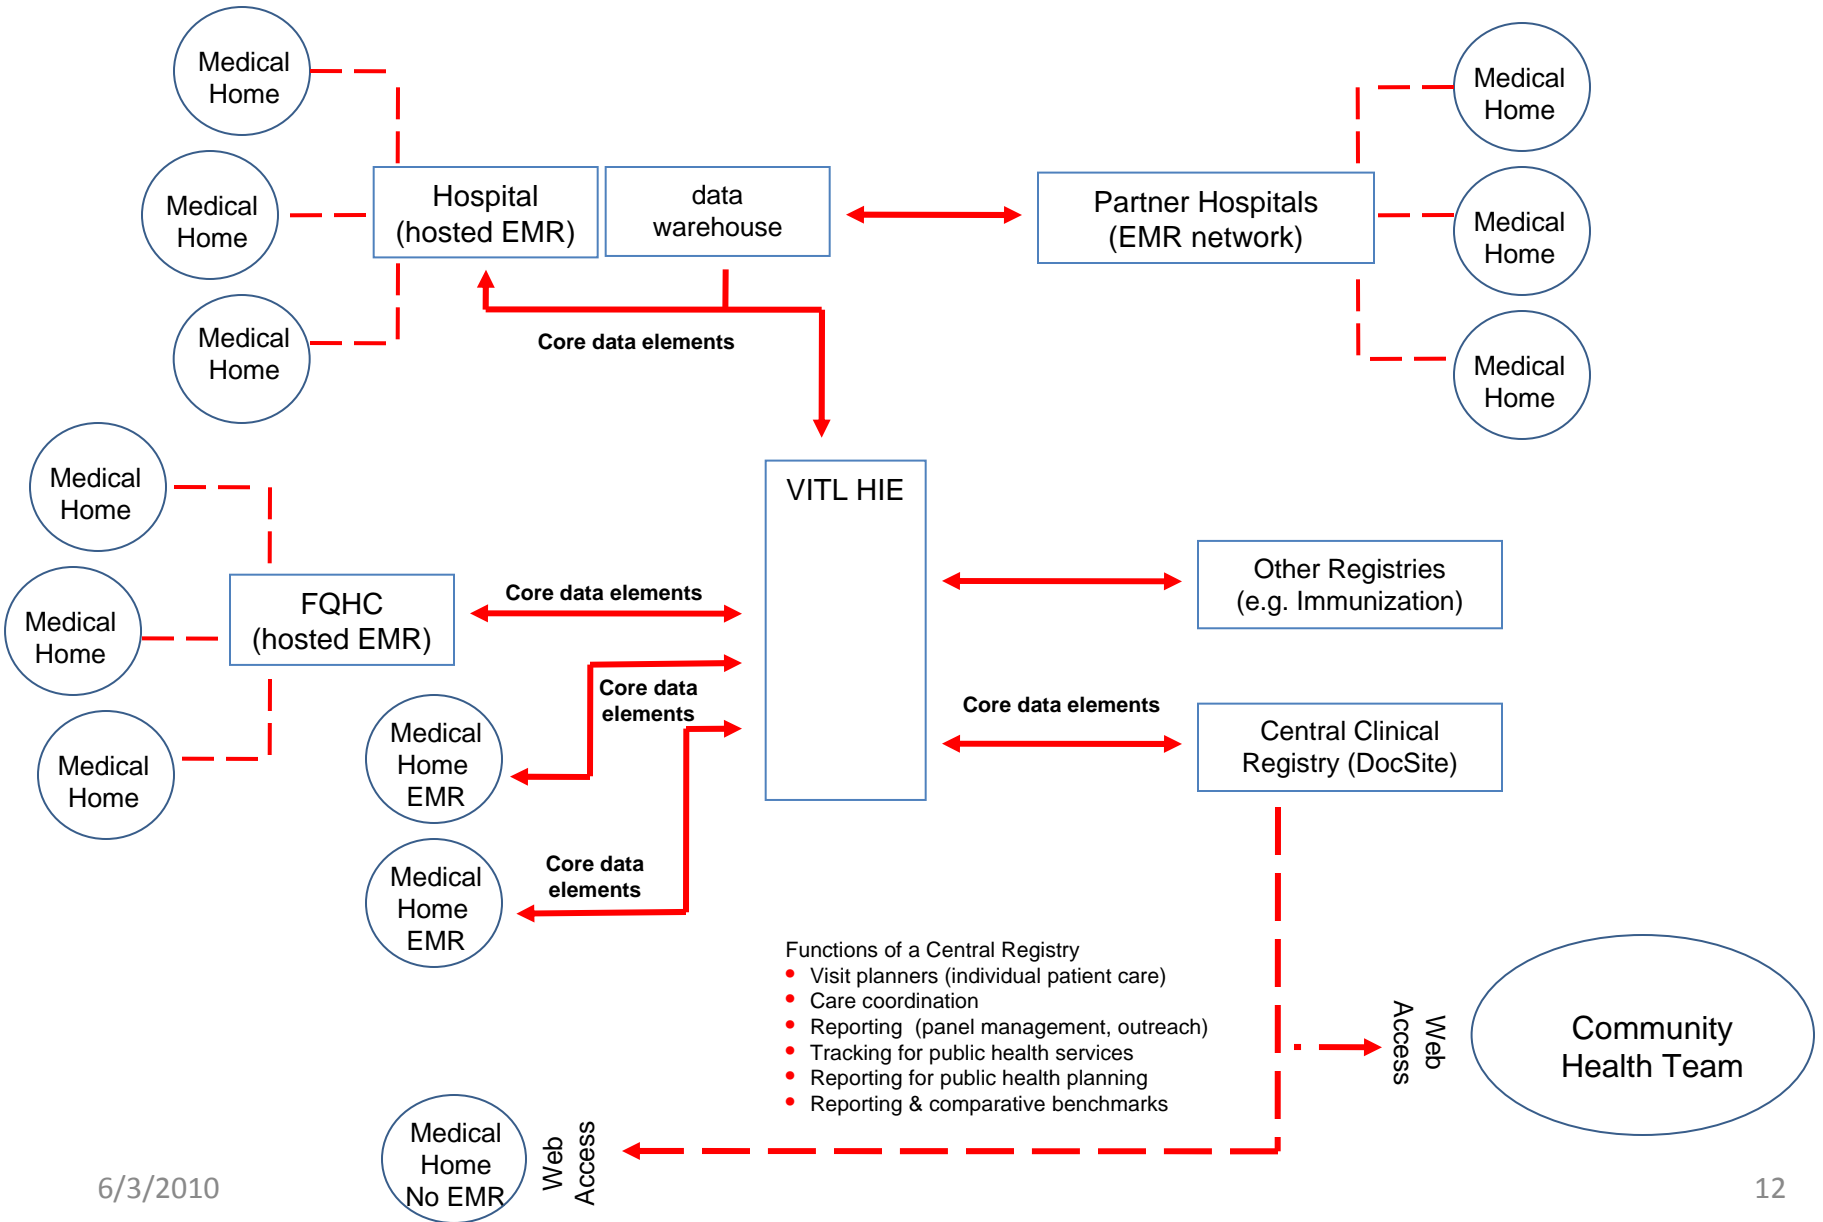 Medical
Home
Medical
Home
Medical
Home
Hospital
(hosted EMR)
data
warehouse
Partner Hospitals
(EMR network)
Medical
Home
Medical
Home
Medical
Home
Core data elements
Medical
Home
Medical
Home
Medical
Home
FQHC
(hosted EMR)
Core data elements
VITL HIE
Other Registries
(e.g. Immunization)
Core data
elements
Core data elements
Central Clinical
Registry (DocSite)
Medical
Home
EMR
Medical
Home
EMR
Core data
elements
Functions of a Central Registry
• Visit planners (individual patient care)
• Care coordination
• Reporting (panel management, outreach)
• Tracking for public health services
• Reporting for public health planning
• Reporting & comparative benchmarks
Web
Access
Community
Health Team
Medical
Home
No EMR
Web
Access
6/3/2010
12